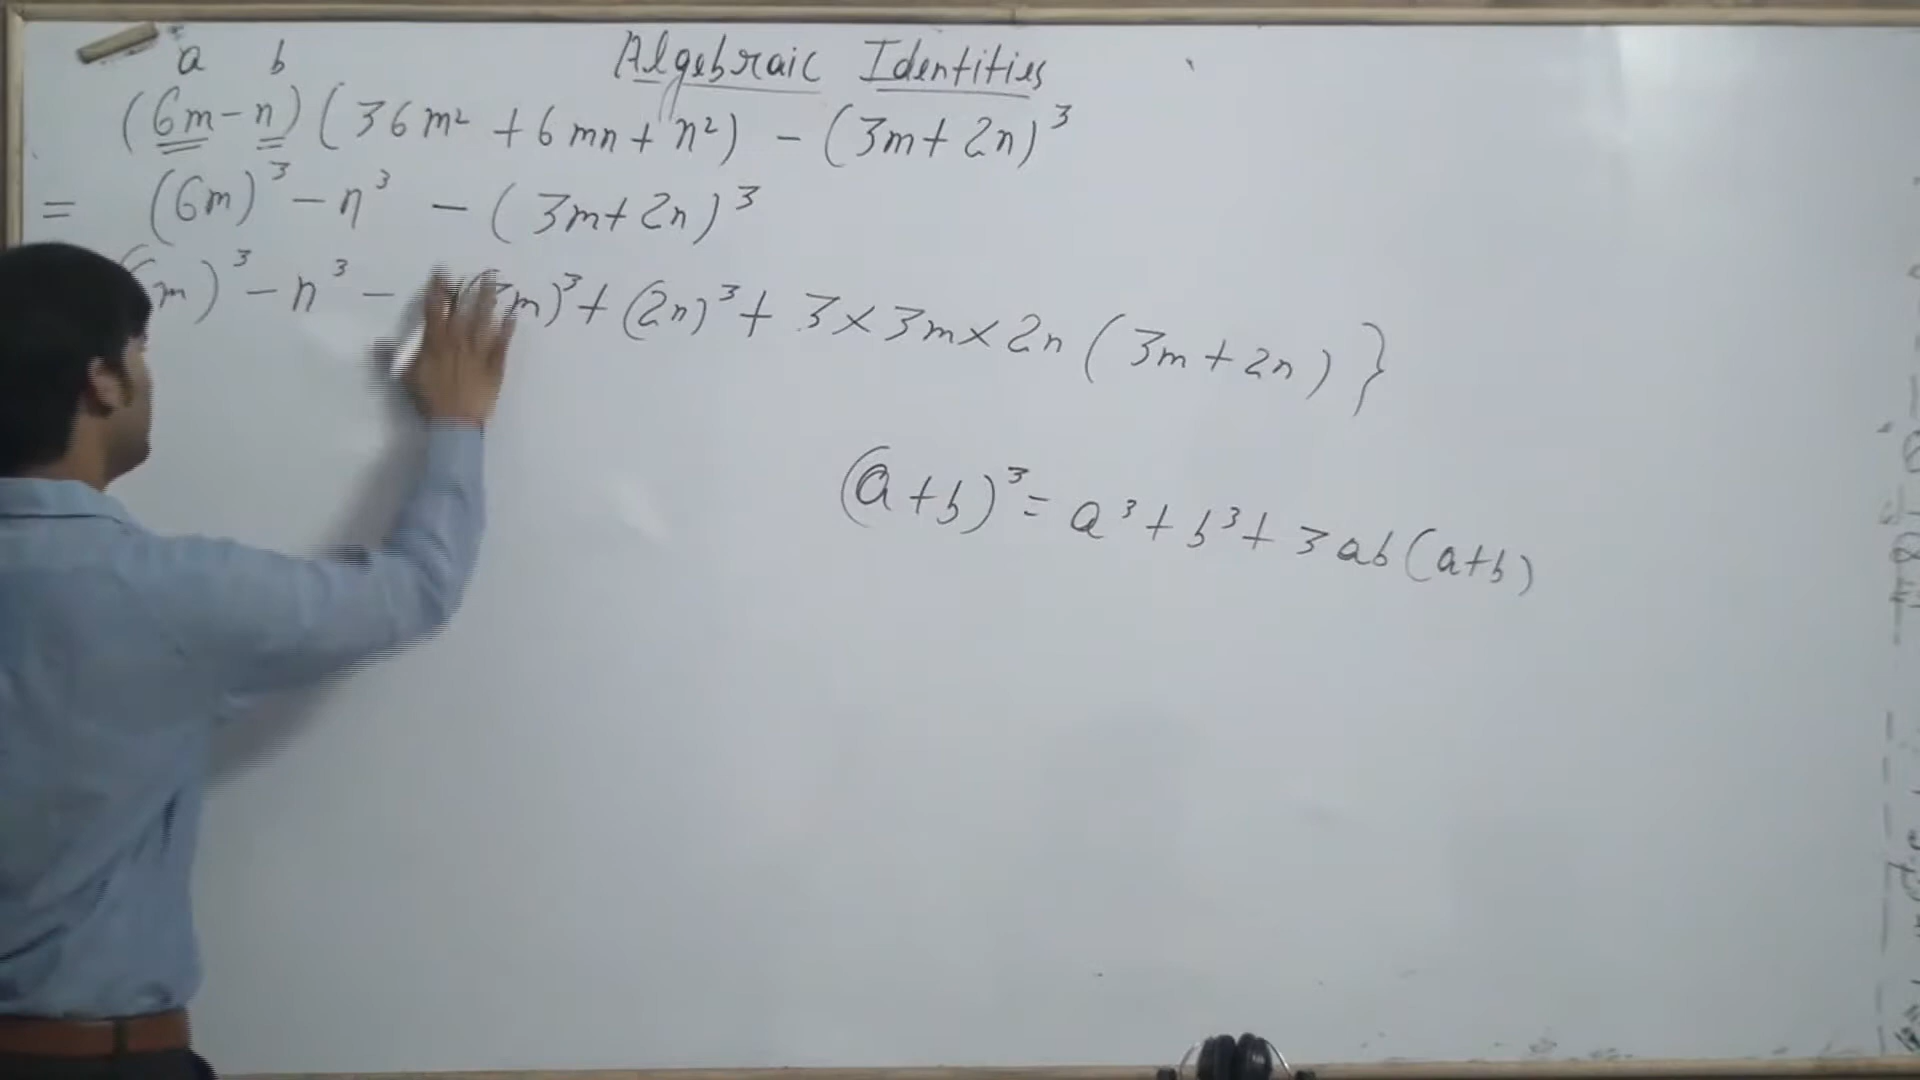 Algebraic Identities
a b
(6m-n)(36m² + 6mn + n²) - (3m + 2n)³
= (6m)³ - n³ - (3m + 2n)³
m)³ - n³ - m)³ + (2n)³ + 3 × 3m × 2n (3m + 2n) }
(a+b)³ = a³ + b³ + 3ab(a+b)